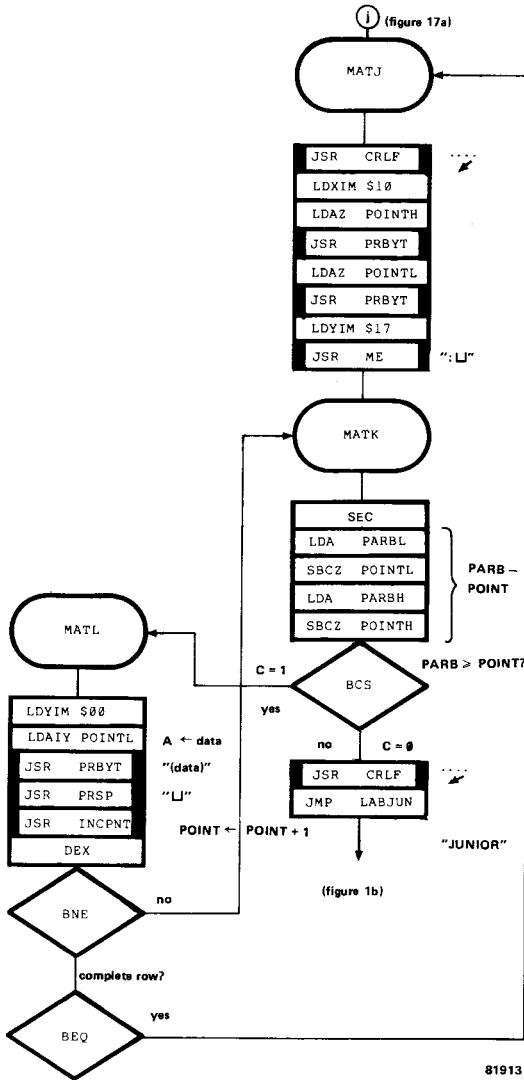 j (figure 17a)
MATJ
JSR CRLF
LDXIM $10
LDAZ POINTH
JSR PRBYT
LDAZ POINTL
JSR PRBYT
LDYIM $17
JSR ME ":⊔"
MATK
SEC
LDA PARBL
SBCZ POINTL
LDA PARBH
SBCZ POINTH
PARB –
POINT
MATL
C = 1
yes
BCS
PARB ⩾ POINT?
no C = 0
JSR CRLF
JMP LABJUN
"JUNIOR"
(figure 1b)
LDYIM $00
LDAIY POINTL A ← data
JSR PRBYT "(data)"
JSR PRSP "⊔"
JSR INCPNT
POINT ← POINT + 1
DEX
BNE
no
complete row?
BEQ
yes
81913